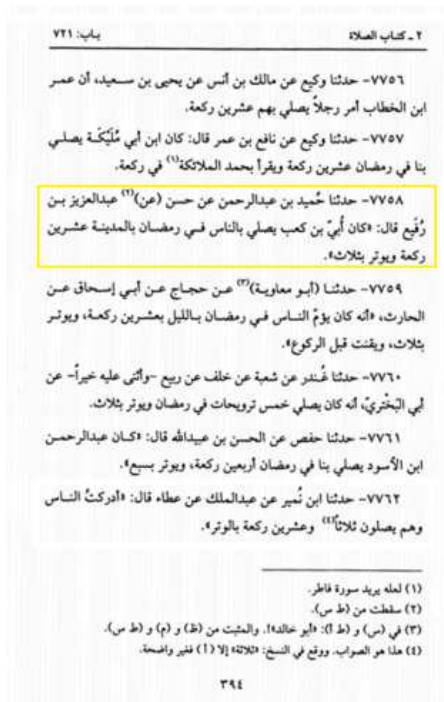 ٢ ـ كتاب الصلاة باب: ٧٢١
٧٧٥٦- حدثنا وكيع عن مالك بن أنس عن يحيى بن سعيد، أن عمر
ابن الخطاب أمر رجلاً يصلي بهم عشرين ركعة.
٧٧٥٧- حدثنا وكيع عن نافع بن عمر قال: كان ابن أبي مُلَيْكَة يصلي
بنا في رمضان عشرين ركعة ويقرأ بحمد الملائكة(١) في ركعة.
٧٧٥٨- حدثنا حُميد بن عبدالرحمن عن حسن (عن)(٢) عبدالعزيز بن
رُفَيع قال: «كان أُبيّ بن كعب يصلي بالناس في رمضان بالمدينة عشرين
ركعة ويوتر بثلاث».
٧٧٥٩- حدثنا (أبو معاوية)(٣) عن حجاج عن أبي إسحاق عن
الحارث، «أنه كان يؤمّ الناس في رمضان بالليل بعشرين ركعة، ويوتر
بثلاث، ويقنت قبل الركوع».
٧٧٦٠- حدثنا غُندر عن شعبة عن خلف عن ربيع -وأثنى عليه خيراً- عن
أبي البَخْتريّ، أنه كان يصلي خمس ترويحات في رمضان ويوتر بثلاث.
٧٧٦١- حدثنا حفص عن الحسن بن عبيدالله قال: «كان عبدالرحمن
ابن الأسود يصلي بنا في رمضان أربعين ركعة، ويوتر بسبع».
٧٧٦٢- حدثنا ابن نُمير عن عبدالملك عن عطاء قال: «أدركتُ الناس
وهم يصلون ثلاثاً(٤) وعشرين ركعة بالوتر».
(١) لعله يريد سورة فاطر.
(٢) سقطت من (ط س).
(٣) في (س) و (ط أ): «أبو خالد»!. والمثبت من (ظ) و (م) و (ط س).
(٤) هذا هو الصواب. ووقع في النسخ: «ثلاثة» إلا (أ) فغير واضحة.
٣٩٤